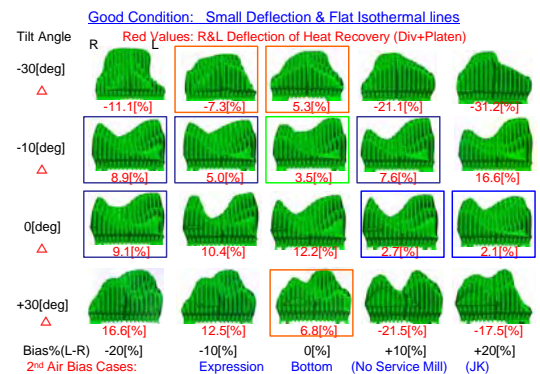 Good Condition: Small Deflection & Flat Isothermal lines
Tilt Angle Red Values: R&L Deflection of Heat Recovery (Div+Platen)
R L
-30[deg]
△
-11.1[%] -7.3[%] 5.3[%] -21.1[%] -31.2[%]
-10[deg]
△
8.9[%] 5.0[%] 3.5[%] 7.6[%] 16.6[%]
0[deg]
△
9.1[%] 10.4[%] 12.2[%] 2.7[%] 2.1[%]
+30[deg]
△
16.6[%] 12.5[%] 6.8[%] -21.5[%] -17.5[%]
Bias%(L-R) -20[%] -10[%] 0[%] +10[%] +20[%]
2nd Air Bias Cases: Expression Bottom (No Service Mill) (JK)